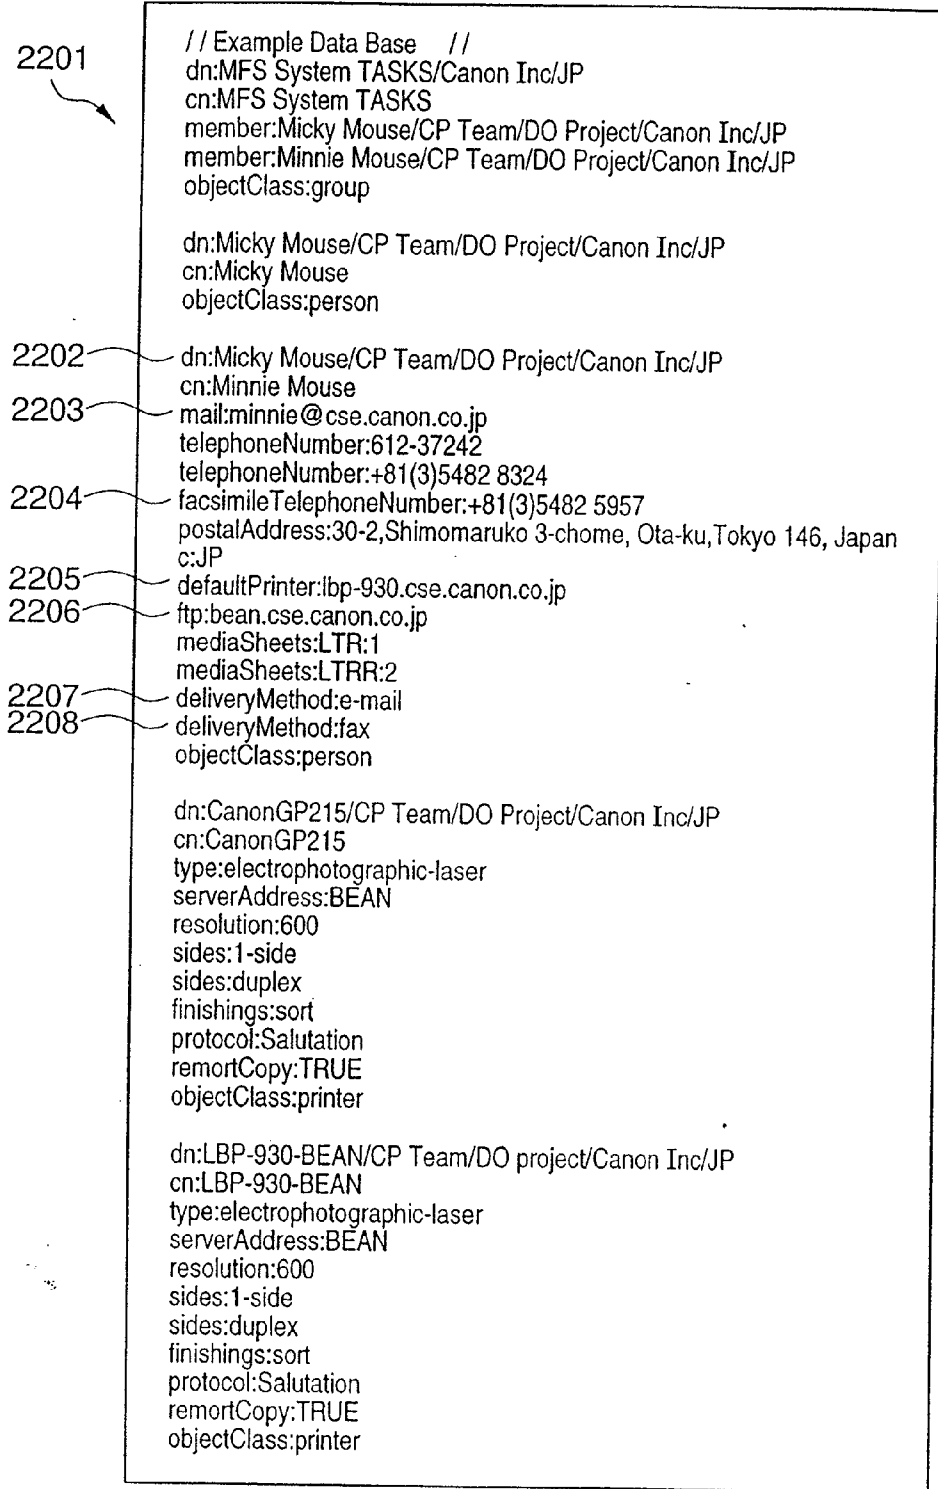 2201
// Example Data Base //
dn:MFS System TASKS/Canon Inc/JP
cn:MFS System TASKS
member:Micky Mouse/CP Team/DO Project/Canon Inc/JP
member:Minnie Mouse/CP Team/DO Project/Canon Inc/JP
objectClass:group
dn:Micky Mouse/CP Team/DO Project/Canon Inc/JP
cn:Micky Mouse
objectClass:person
2202 dn:Micky Mouse/CP Team/DO Project/Canon Inc/JP
cn:Minnie Mouse
2203 mail:minnie@cse.canon.co.jp
telephoneNumber:612-37242
telephoneNumber:+81(3)5482 8324
2204 facsimileTelephoneNumber:+81(3)5482 5957
postalAddress:30-2,Shimomaruko 3-chome, Ota-ku,Tokyo 146, Japan
c:JP
2205 defaultPrinter:lbp-930.cse.canon.co.jp
2206 ftp:bean.cse.canon.co.jp
mediaSheets:LTR:1
mediaSheets:LTRR:2
2207 deliveryMethod:e-mail
2208 deliveryMethod:fax
objectClass:person
dn:CanonGP215/CP Team/DO Project/Canon Inc/JP
cn:CanonGP215
type:electrophotographic-laser
serverAddress:BEAN
resolution:600
sides:1-side
sides:duplex
finishings:sort
protocol:Salutation
remortCopy:TRUE
objectClass:printer
dn:LBP-930-BEAN/CP Team/DO project/Canon Inc/JP
cn:LBP-930-BEAN
type:electrophotographic-laser
serverAddress:BEAN
resolution:600
sides:1-side
sides:duplex
finishings:sort
protocol:Salutation
remortCopy:TRUE
objectClass:printer